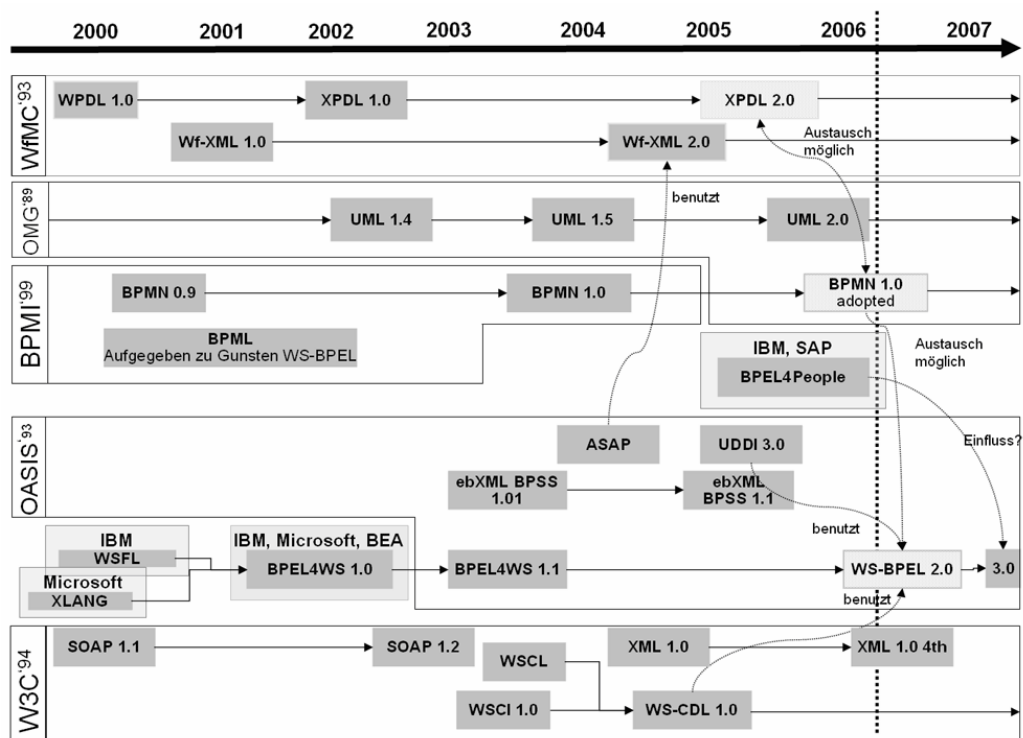 2000 2001 2002 2003 2004 2005 2006 2007
WfMC'93
WPDL 1.0
XPDL 1.0
XPDL 2.0
Wf-XML 1.0
Wf-XML 2.0
Austausch
möglich
benutzt
OMG'89
UML 1.4
UML 1.5
UML 2.0
BPMI'99
BPMN 0.9
BPMN 1.0
BPMN 1.0
adopted
BPML
Aufgegeben zu Gunsten WS-BPEL
IBM, SAP
BPEL4People
Austausch
möglich
Einfluss?
OASIS'93
ASAP
UDDI 3.0
ebXML BPSS
1.01
ebXML
BPSS 1.1
benutzt
IBM
WSFL
Microsoft
XLANG
IBM, Microsoft, BEA
BPEL4WS 1.0
BPEL4WS 1.1
WS-BPEL 2.0
3.0
benutzt
W3C'94
SOAP 1.1
SOAP 1.2
WSCL
WSCI 1.0
XML 1.0
XML 1.0 4th
WS-CDL 1.0